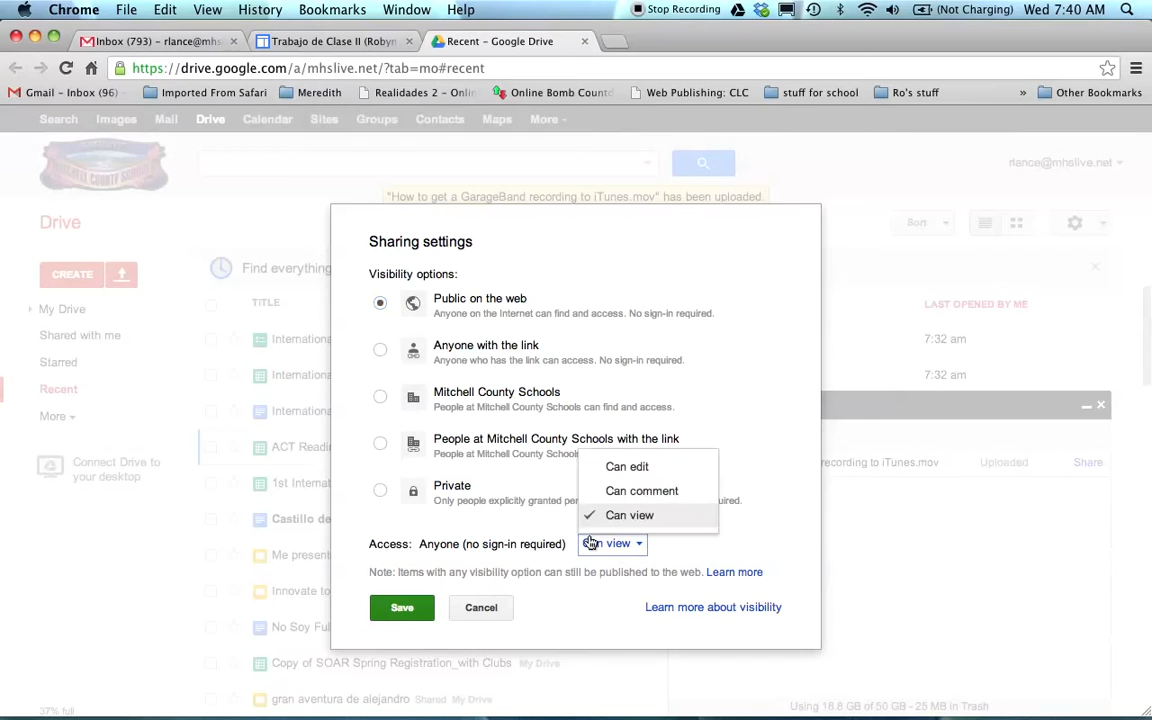 Chrome File Edit View History Bookmarks Window Help Stop Recording (Not Charging) Wed 7:40 AM
Inbox (793) – rlance@mhs Trabajo de Clase II (Robyn Recent – Google Drive
https://drive.google.com/a/mhslive.net/?tab=mo#recent
Gmail – Inbox (96) Imported From Safari Meredith Realidades 2 – Onlin Online Bomb Countd Web Publishing: CLC stuff for school Ro's stuff » Other Bookmarks
Search Images Mail Drive Calendar Sites Groups Contacts Maps More
rlance@mhslive.net
"How to get a GarageBand recording to iTunes.mov" has been uploaded.
Drive
Sort
Sharing settings
CREATE
Find everything
Visibility options:
TITLE
LAST OPENED BY ME
My Drive
Shared with me
Starred
Recent
More
Connect Drive to
your desktop
Public on the web
Anyone on the Internet can find and access. No sign-in required.
Anyone with the link
Anyone who has the link can access. No sign-in required.
Mitchell County Schools
People at Mitchell County Schools can find and access.
People at Mitchell County Schools with the link
People at Mitchell County Schools
Private
Only people explicitly granted per
uired.
Can edit
Can comment
Can view
Access: Anyone (no sign-in required) Can view
Note: Items with any visibility option can still be published to the web. Learn more
Save Cancel Learn more about visibility
International
7:32 am
International
7:32 am
International
ACT Readi
1st Internat
Castillo de
Me present
Innovate to
No Soy Ful
Copy of SOAR Spring Registration_with Clubs My Drive
gran aventura de alejandro Shared My Drive
recording to iTunes.mov Uploaded Share
37% full
Using 18.8 GB of 50 GB – 25 MB in Trash